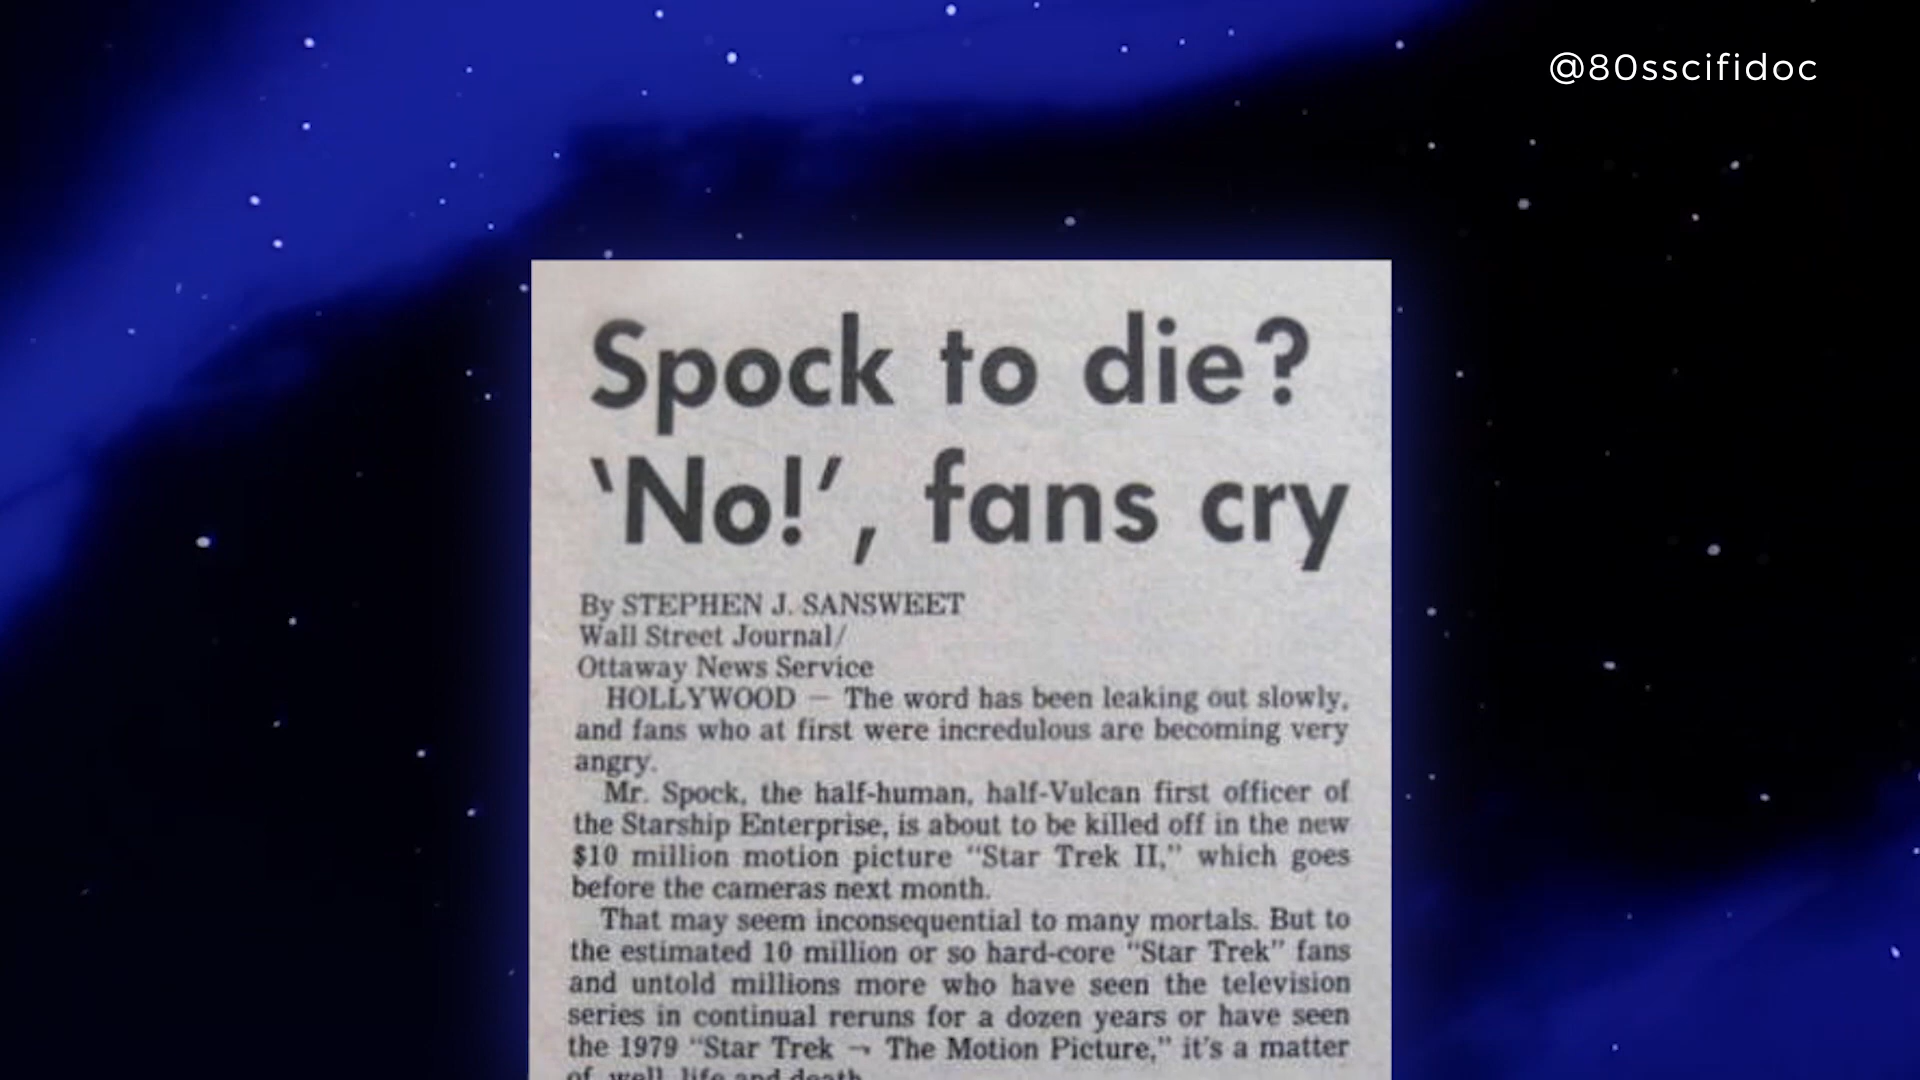 @80sscifidoc
Spock to die?
‘No!’, fans cry
By STEPHEN J. SANSWEET
Wall Street Journal/
Ottaway News Service
HOLLYWOOD — The word has been leaking out slowly,
and fans who at first were incredulous are becoming very
angry.
Mr. Spock, the half-human, half-Vulcan first officer of
the Starship Enterprise, is about to be killed off in the new
$10 million motion picture “Star Trek II,” which goes
before the cameras next month.
That may seem inconsequential to many mortals. But to
the estimated 10 million or so hard-core “Star Trek” fans
and untold millions more who have seen the television
series in continual reruns for a dozen years or have seen
the 1979 “Star Trek — The Motion Picture,” it's a matter
of, well, life and death.